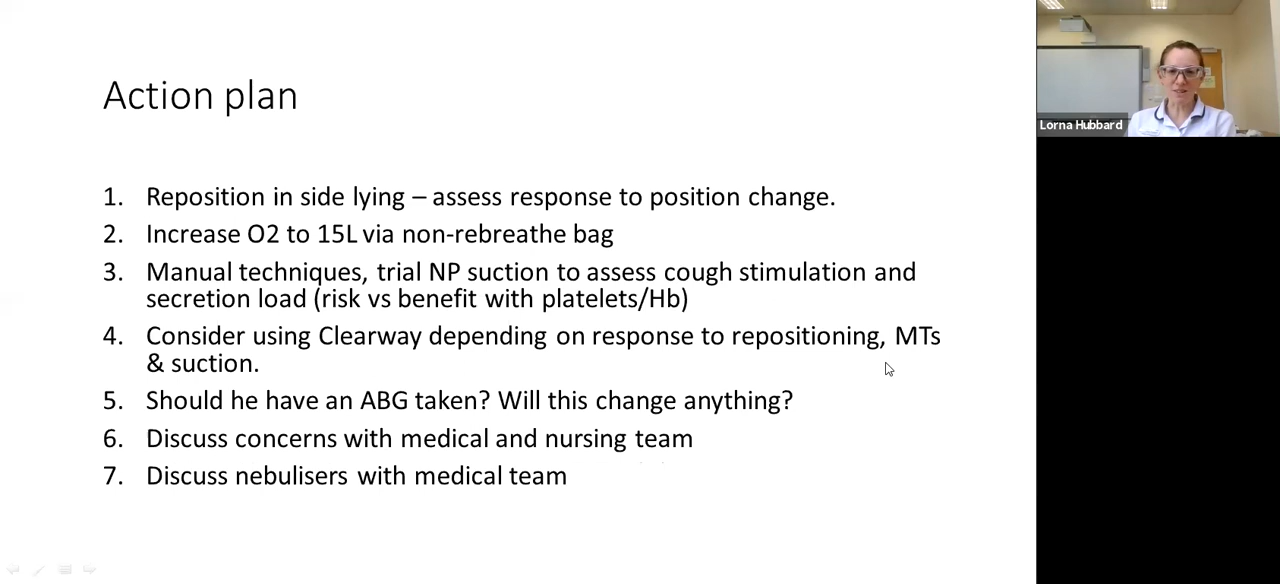 Action plan
1. Reposition in side lying – assess response to position change.
2. Increase O2 to 15L via non-rebreathe bag
3. Manual techniques, trial NP suction to assess cough stimulation and
secretion load (risk vs benefit with platelets/Hb)
4. Consider using Clearway depending on response to repositioning, MTs
& suction.
5. Should he have an ABG taken? Will this change anything?
6. Discuss concerns with medical and nursing team
7. Discuss nebulisers with medical team
Lorna Hubbard